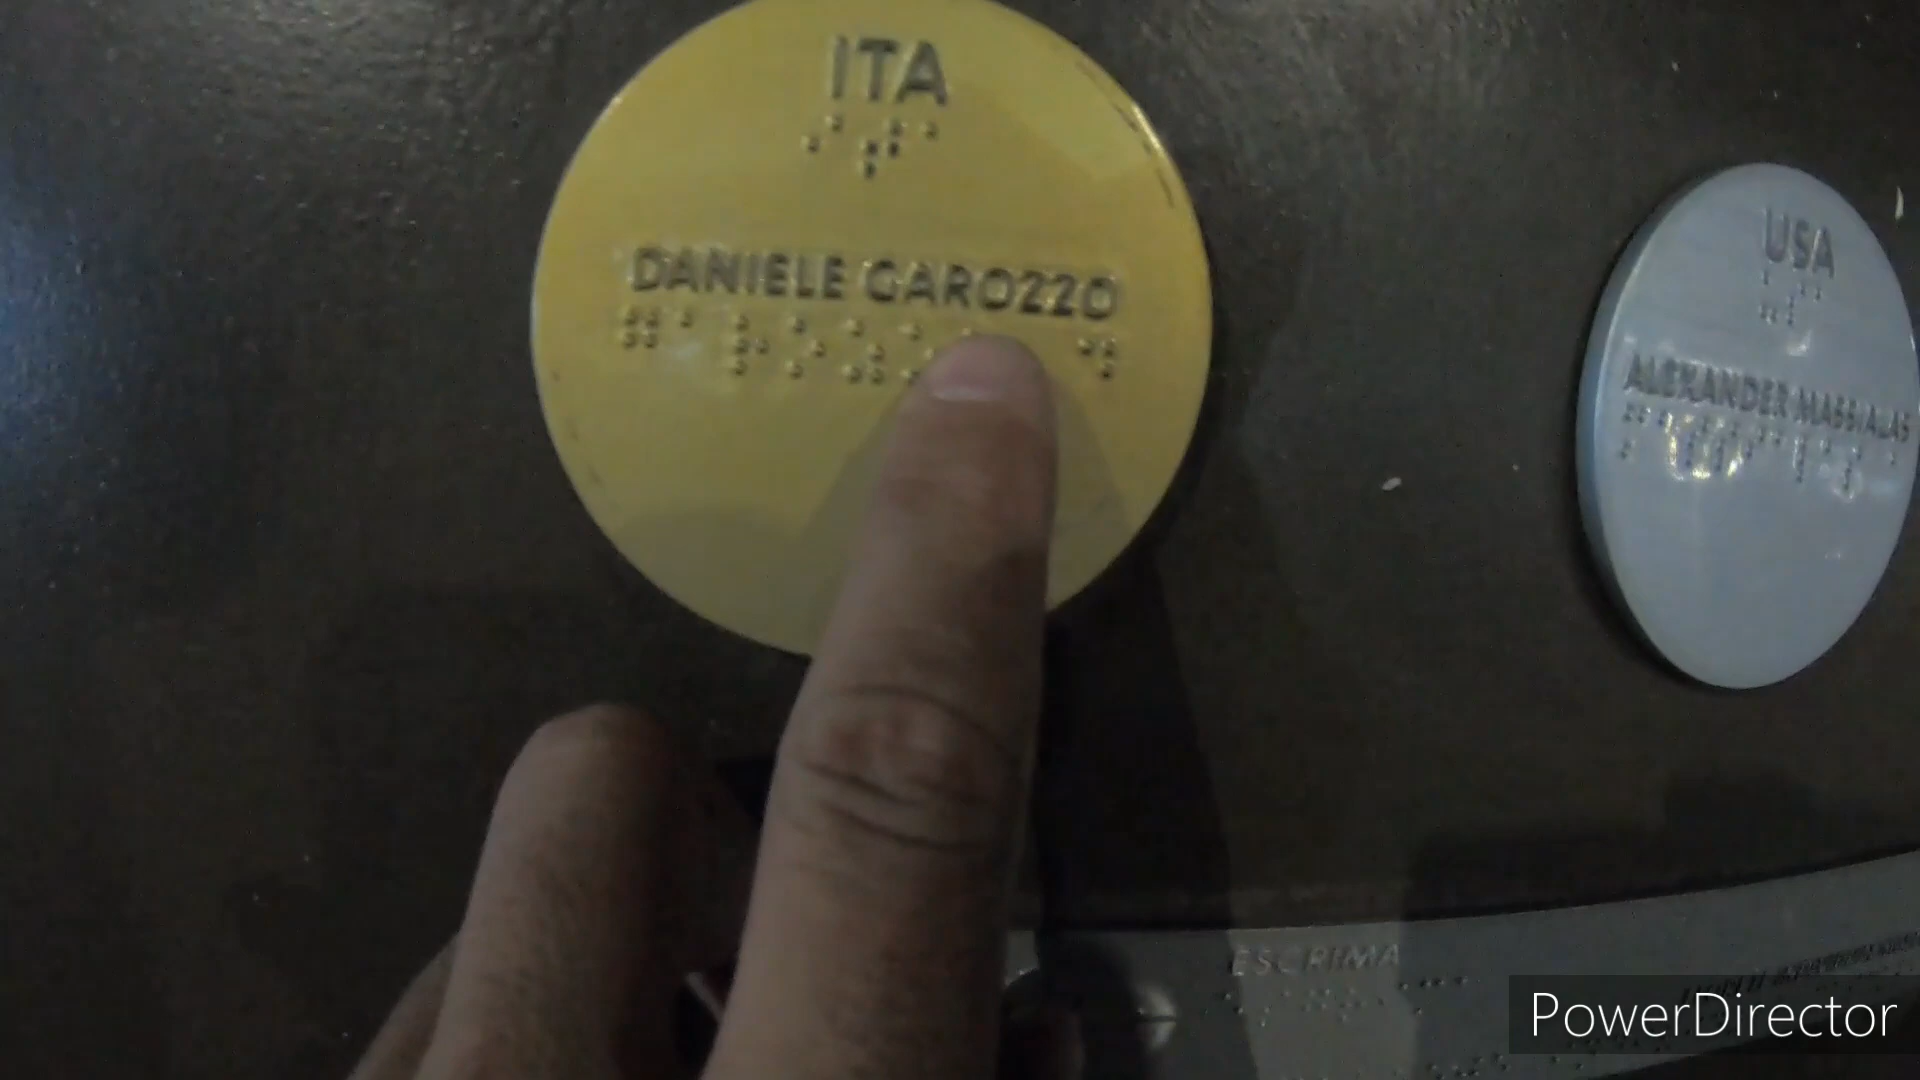 ITA
DANIELE GAROZZO
USA
ALEXANDER MASSIALAS
ESCRIMA
PowerDirector